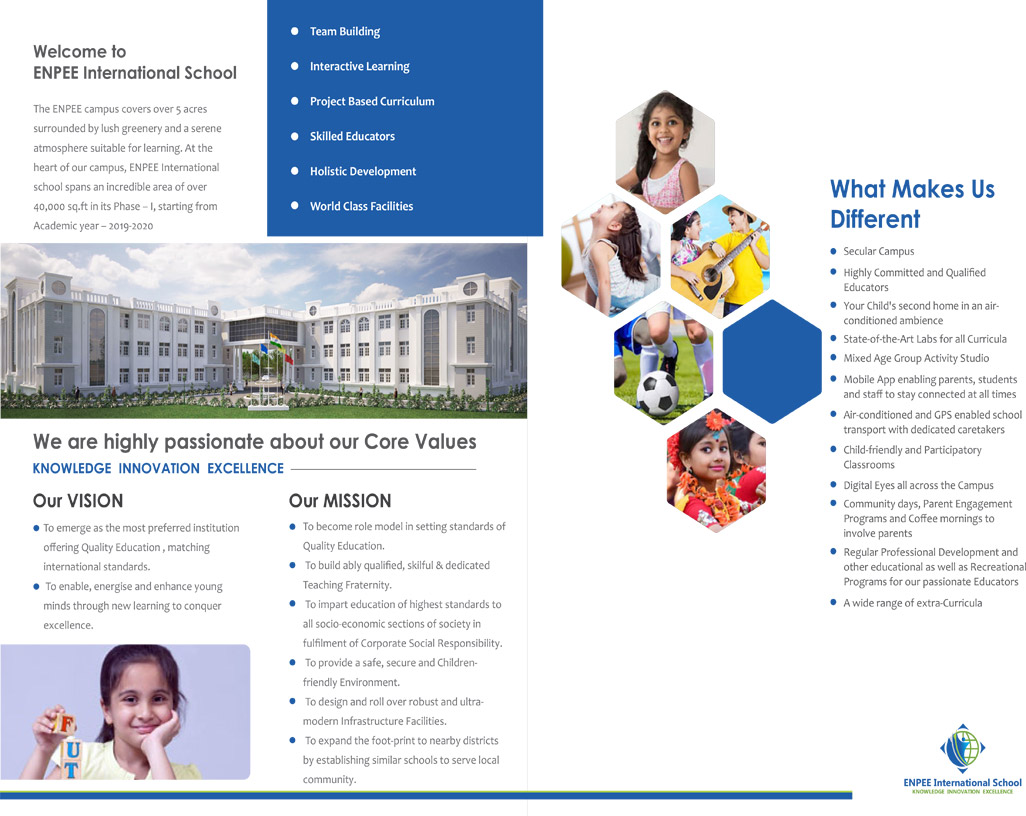 Welcome to
ENPEE International School
The ENPEE campus covers over 5 acres
surrounded by lush greenery and a serene
atmosphere suitable for learning. At the
heart of our campus, ENPEE International
school spans an incredible area of over
40,000 sq.ft in its Phase – I, starting from
Academic year – 2019-2020
Team Building
Interactive Learning
Project Based Curriculum
Skilled Educators
Holistic Development
World Class Facilities
We are highly passionate about our Core Values
KNOWLEDGE INNOVATION EXCELLENCE
Our VISION
To emerge as the most preferred institution
offering Quality Education , matching
international standards.
To enable, energise and enhance young
minds through new learning to conquer
excellence.
F
U
T
Our MISSION
To become role model in setting standards of
Quality Education.
To build ably qualified, skilful & dedicated
Teaching Fraternity.
To impart education of highest standards to
all socio-economic sections of society in
fulfilment of Corporate Social Responsibility.
To provide a safe, secure and Children-
friendly Environment.
To design and roll over robust and ultra-
modern Infrastructure Facilities.
To expand the foot-print to nearby districts
by establishing similar schools to serve local
community.
What Makes Us
Different
Secular Campus
Highly Committed and Qualified
Educators
Your Child's second home in an air-
conditioned ambience
State-of-the-Art Labs for all Curricula
Mixed Age Group Activity Studio
Mobile App enabling parents, students
and staff to stay connected at all times
Air-conditioned and GPS enabled school
transport with dedicated caretakers
Child-friendly and Participatory
Classrooms
Digital Eyes all across the Campus
Community days, Parent Engagement
Programs and Coffee mornings to
involve parents
Regular Professional Development and
other educational as well as Recreational
Programs for our passionate Educators
A wide range of extra-Curricula
ENPEE International School
KNOWLEDGE INNOVATION EXCELLENCE